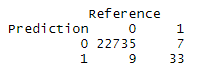 Reference
Prediction 0 1
0 22735 7
1 9 33